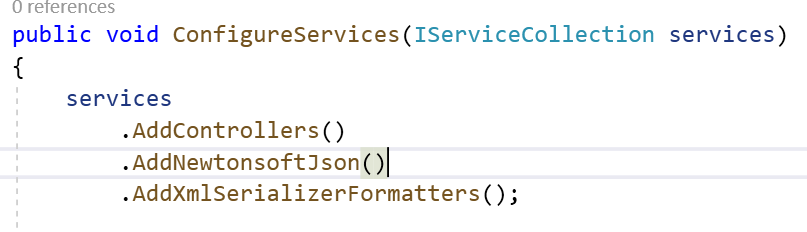 0 references
public void ConfigureServices(IServiceCollection services)
{
services
.AddControllers()
.AddNewtonsoftJson()
.AddXmlSerializerFormatters();